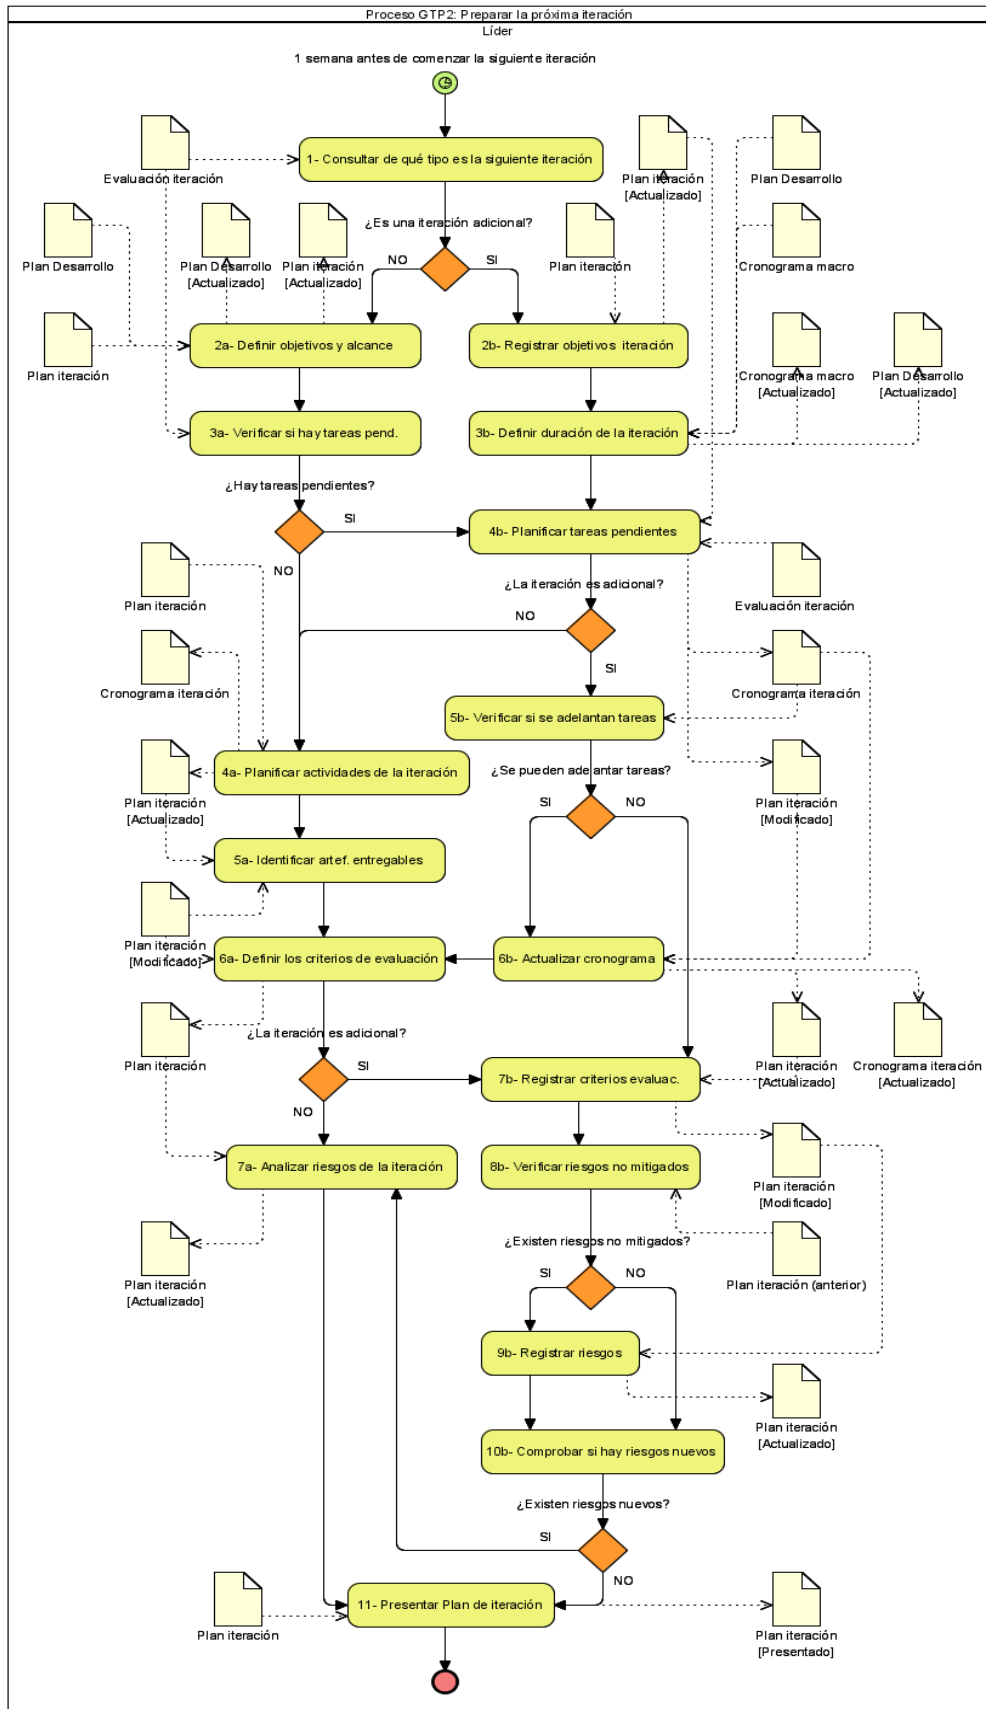 Proceso GTP2: Preparar la próxima iteración
Líder
1 semana antes de comenzar la siguiente iteración
1- Consultar de qué tipo es la siguiente iteración
Evaluación iteración
Plan iteración
[Actualizado]
Plan Desarrollo
¿Es una iteración adicional?
NO
SI
Plan Desarrollo
Plan Desarrollo
[Actualizado]
Plan iteración
[Actualizado]
Plan iteración
Cronograma macro
2a- Definir objetivos y alcance
2b- Registrar objetivos iteración
Plan iteración
Cronograma macro
[Actualizado]
Plan Desarrollo
[Actualizado]
3a- Verificar si hay tareas pend.
3b- Definir duración de la iteración
¿Hay tareas pendientes?
SI
NO
4b- Planificar tareas pendientes
¿La iteración es adicional?
NO
SI
Plan iteración
Evaluación iteración
Cronograma iteración
Cronograma iteración
5b- Verificar si se adelantan tareas
4a- Planificar actividades de la iteración
¿Se pueden adelantar tareas?
SI
NO
Plan iteración
[Actualizado]
Plan iteración
[Modificado]
5a- Identificar artef. entregables
Plan iteración
[Modificado]
6a- Definir los criterios de evaluación
6b- Actualizar cronograma
¿La iteración es adicional?
SI
NO
Plan iteración
Plan iteración
[Actualizado]
Cronograma iteración
[Actualizado]
7b- Registrar criterios evaluac.
7a- Analizar riesgos de la iteración
8b- Verificar riesgos no mitigados
Plan iteración
[Modificado]
¿Existen riesgos no mitigados?
SI
NO
Plan iteración
[Actualizado]
Plan iteración (anterior)
9b- Registrar riesgos
Plan iteración
[Actualizado]
10b- Comprobar si hay riesgos nuevos
¿Existen riesgos nuevos?
SI
NO
11- Presentar Plan de iteración
Plan iteración
Plan iteración
[Presentado]